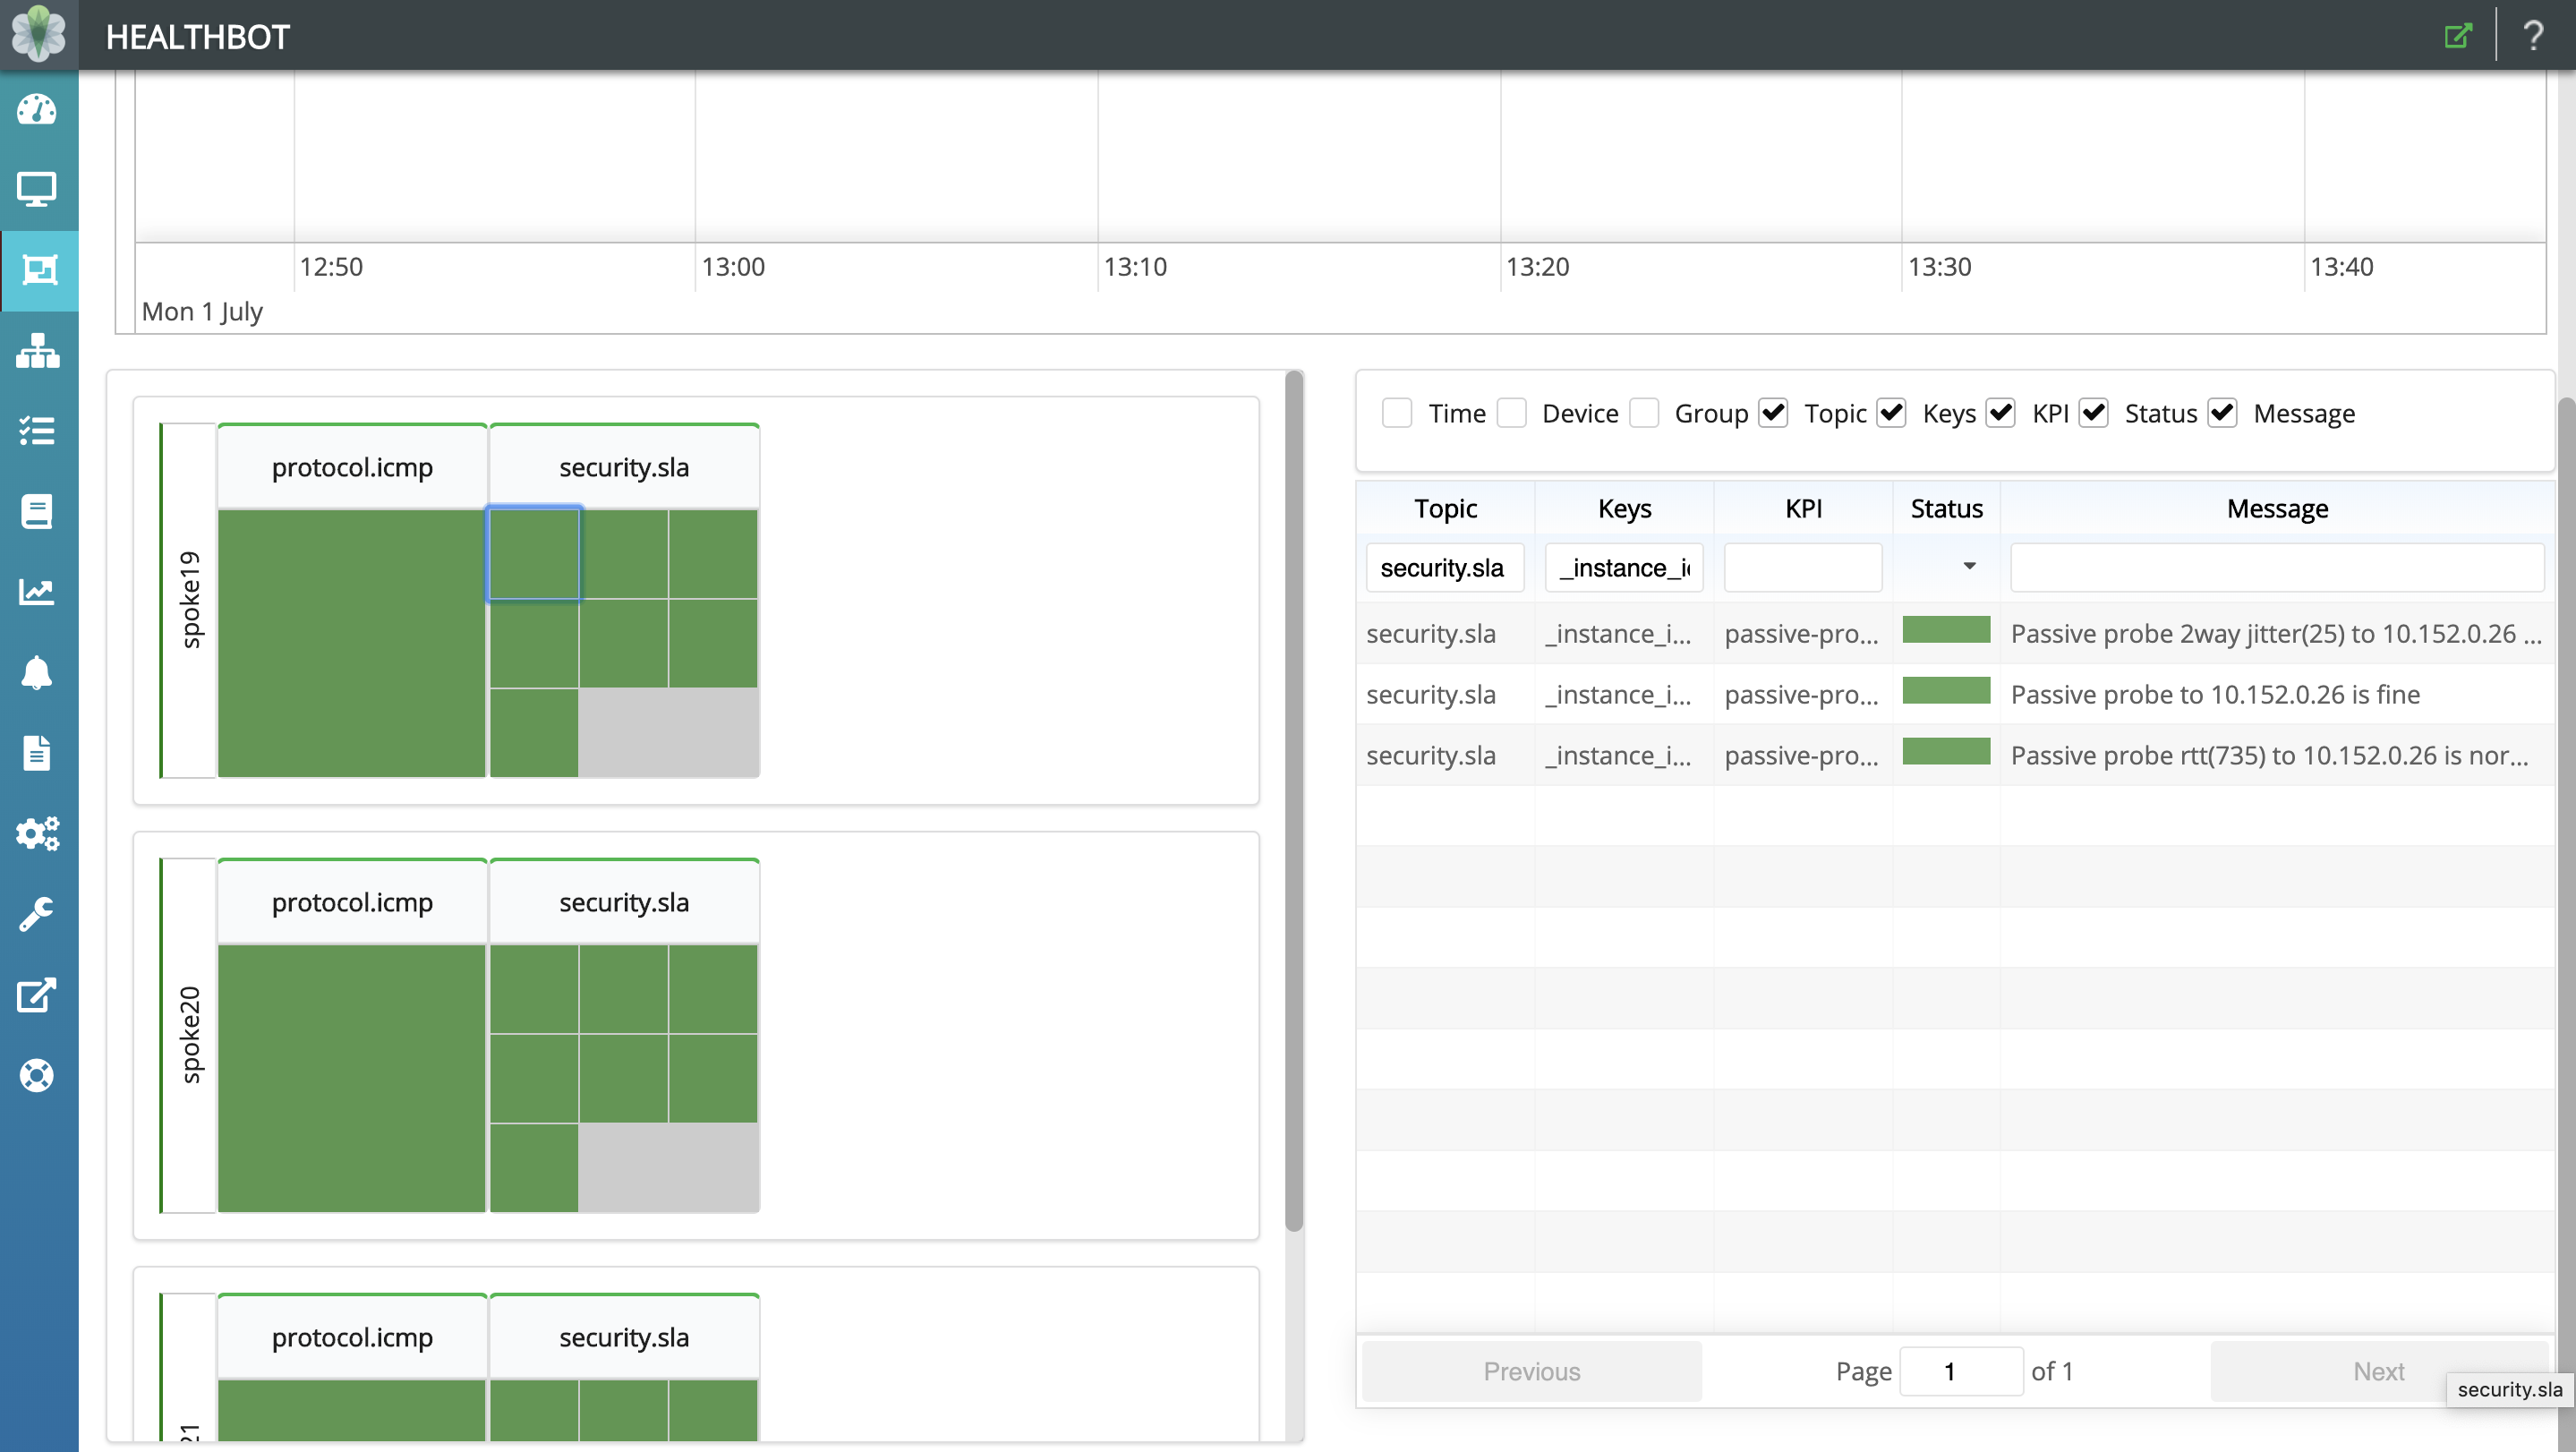 HEALTHBOT
?
12:50 13:00 13:10 13:20 13:30 13:40
Mon 1 July
protocol.icmp security.sla
spoke19
protocol.icmp security.sla
spoke20
protocol.icmp security.sla
21
Time Device Group Topic Keys KPI Status Message
Topic Keys KPI Status Message
security.sla _instance_i
security.sla _instance_i... passive-pro... Passive probe 2way jitter(25) to 10.152.0.26 ...
security.sla _instance_i... passive-pro... Passive probe to 10.152.0.26 is fine
security.sla _instance_i... passive-pro... Passive probe rtt(735) to 10.152.0.26 is nor...
Previous Page 1 of 1 Next
security.sla